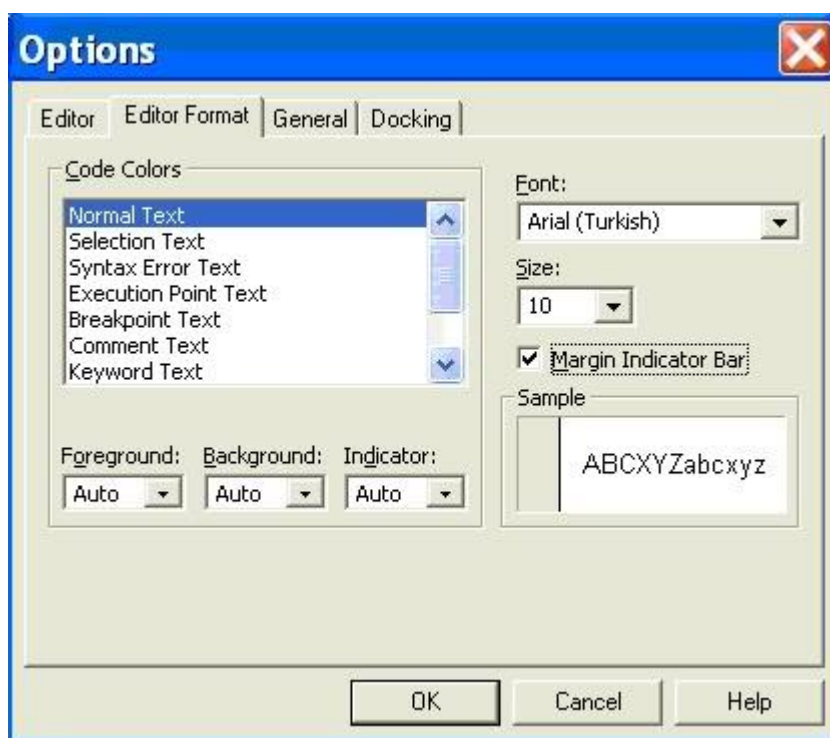 Options
Editor Editor Format General Docking
Code Colors
Normal Text
Selection Text
Syntax Error Text
Execution Point Text
Breakpoint Text
Comment Text
Keyword Text
Foreground: Background: Indicator:
Auto Auto Auto
Font:
Arial (Turkish)
Size:
10
Margin Indicator Bar
Sample
ABCXYZabcxyz
OK Cancel Help